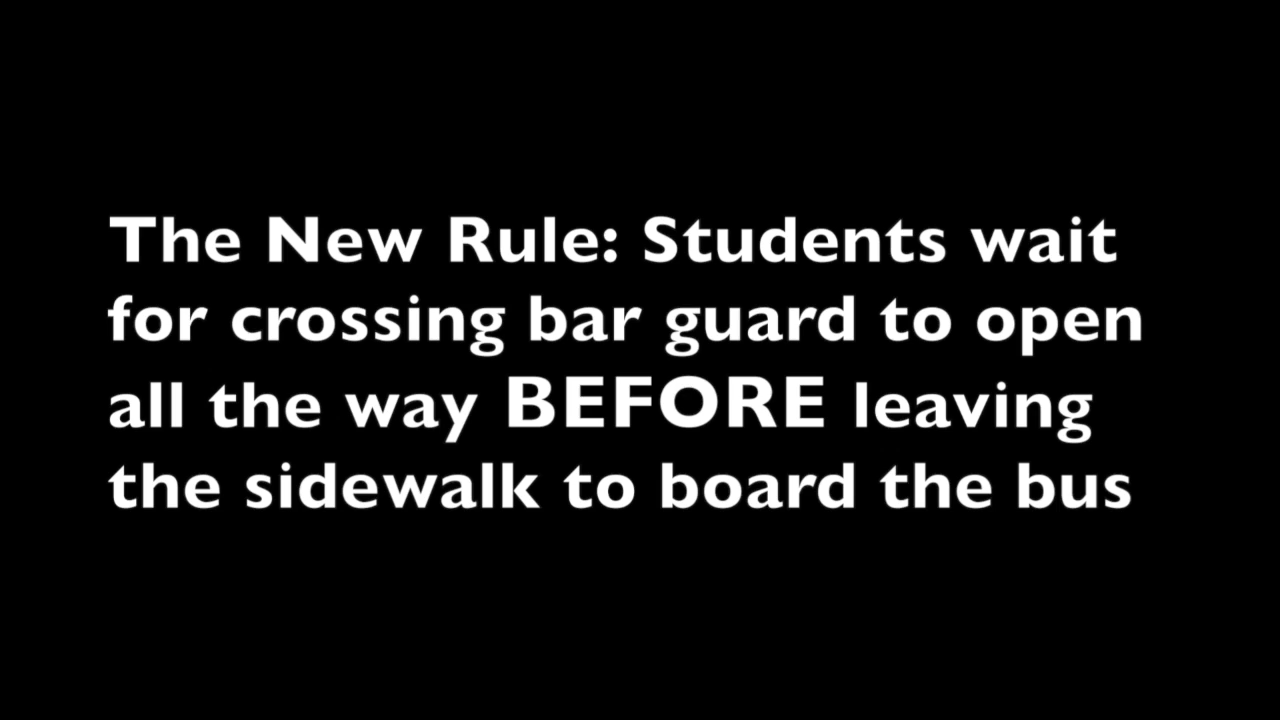 The New Rule: Students wait
for crossing bar guard to open
all the way BEFORE leaving
the sidewalk to board the bus